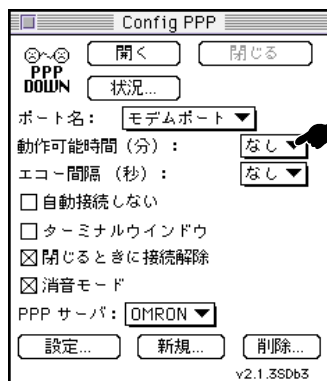 Config PPP
PPP DOWN 開く 閉じる
状況...
ポート名: モデムポート
動作可能時間(分): なし
エコー間隔 (秒): なし
自動接続しない
ターミナルウインドウ
閉じるときに接続解除
消音モード
PPP サーバ: OMRON
設定... 新規... 削除...
v2.1.3SDb3